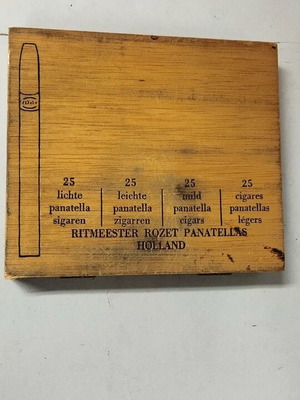 25 25 25 25
lichte leichte mild cigares
panatella panatella panatella panatellas
sigaren zigarren cigars légers
RITMEESTER ROZET PANATELLAS
HOLLAND